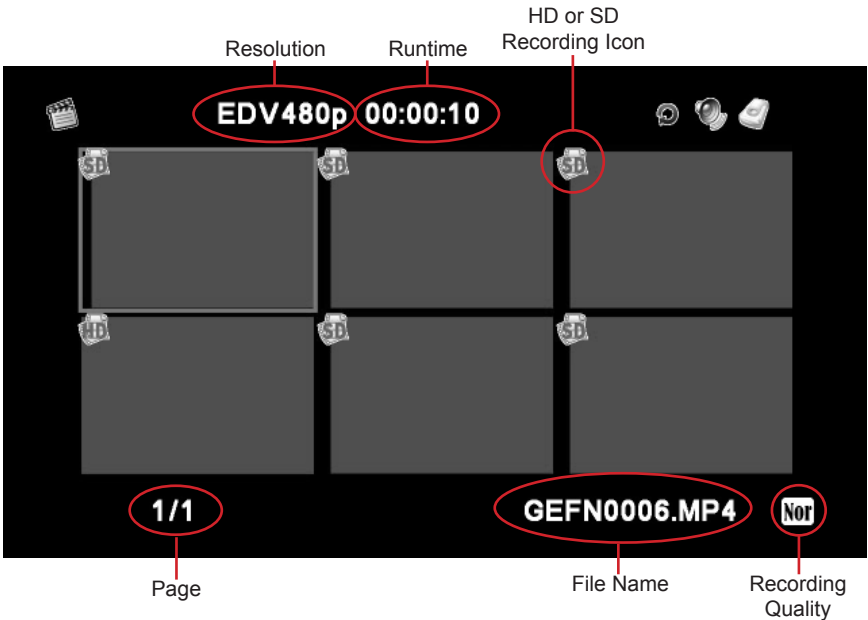 HD or SD
Recording Icon
Resolution
Runtime
EDV480p 00:00:10
SD
SD
SD
HD
SD
SD
1/1
GEFN0006.MP4
Nor
Page
File Name
Recording
Quality